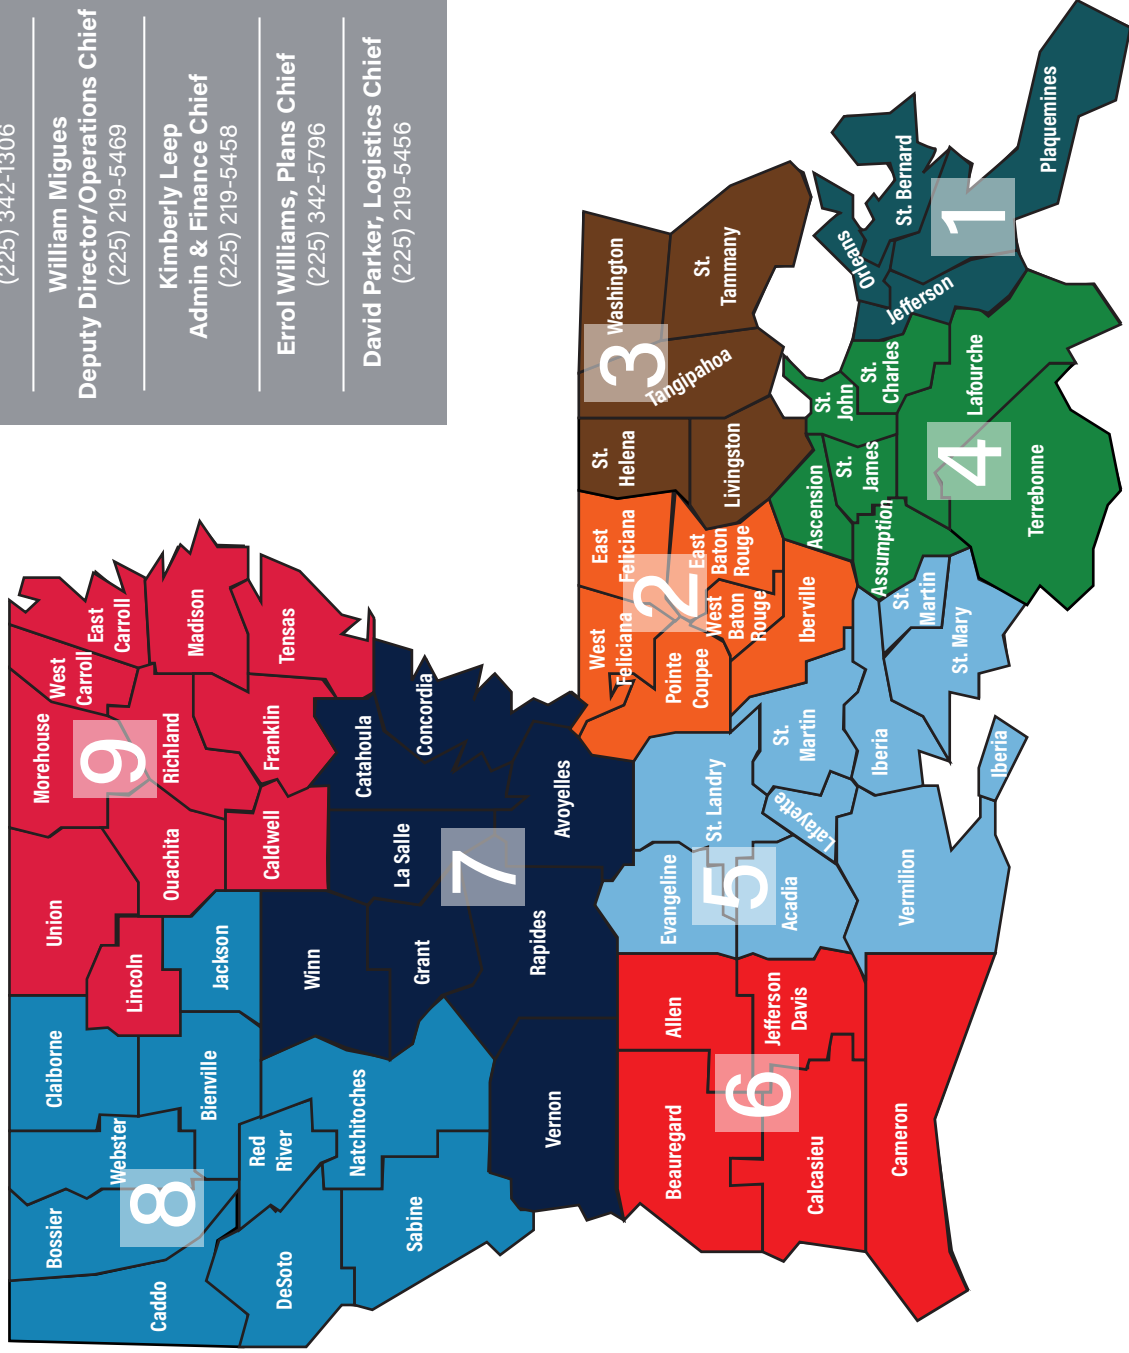 (225) 342-1306
William Migues
Deputy Director/Operations Chief
(225) 219-5469
Kimberly Leep
Admin & Finance Chief
(225) 219-5458
Errol Williams, Plans Chief
(225) 342-5796
David Parker, Logistics Chief
(225) 219-5456
Caddo
Bossier
Webster
Claiborne
Bienville
Jackson
Red
River
DeSoto
Natchitoches
Sabine
8
Union
Lincoln
Morehouse
Ouachita
Richland
West
Carroll
East
Carroll
Madison
Tensas
Franklin
Caldwell
9
Winn
Grant
La Salle
Catahoula
Concordia
Avoyelles
Rapides
Vernon
7
Beauregard
Allen
Jefferson
Davis
Calcasieu
Cameron
6
Evangeline
St. Landry
Acadia
Lafayette
St.
Martin
Vermilion
Iberia
Iberia
St.
Martin
St. Mary
5
West
Feliciana
East
Feliciana
Pointe
Coupee
West
Baton
Rouge
East
Baton
Rouge
Iberville
2
St.
Helena
Livingston
Tangipahoa
Washington
St.
Tammany
3
Ascension
St.
James
St.
John
St.
Charles
Assumption
Lafourche
Terrebonne
4
Orleans
Jefferson
St. Bernard
Plaquemines
1